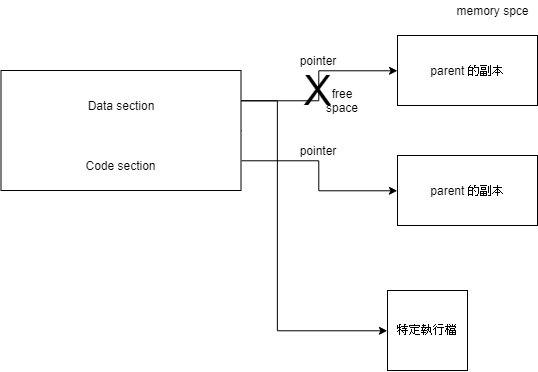 memory spce
pointer
parent 的副本
X
free
space
Data section
pointer
Code section
parent 的副本
特定執行檔